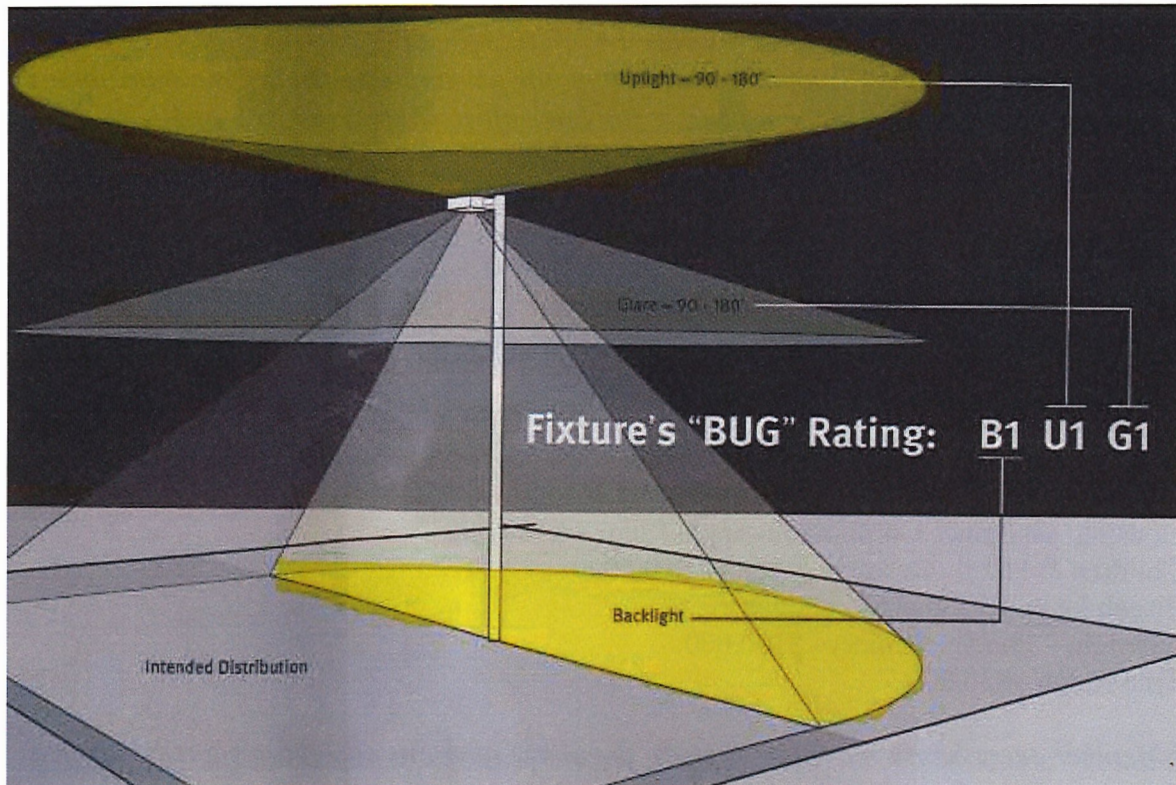 Uplight – 90 - 180°
Glare – 90 - 180°
Fixture's "BUG" Rating: B1 U1 G1
Backlight
Intended Distribution